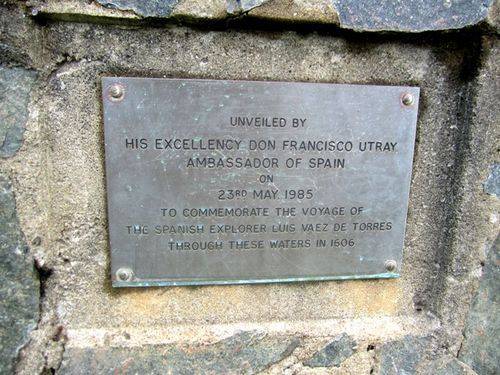 UNVEILED BY
HIS EXCELLENCY DON FRANCISCO UTRAY
AMBASSADOR OF SPAIN
ON
23RD MAY 1985
TO COMMEMORATE THE VOYAGE OF
THE SPANISH EXPLORER LUIS VAEZ DE TORRES
THROUGH THESE WATERS IN 1606